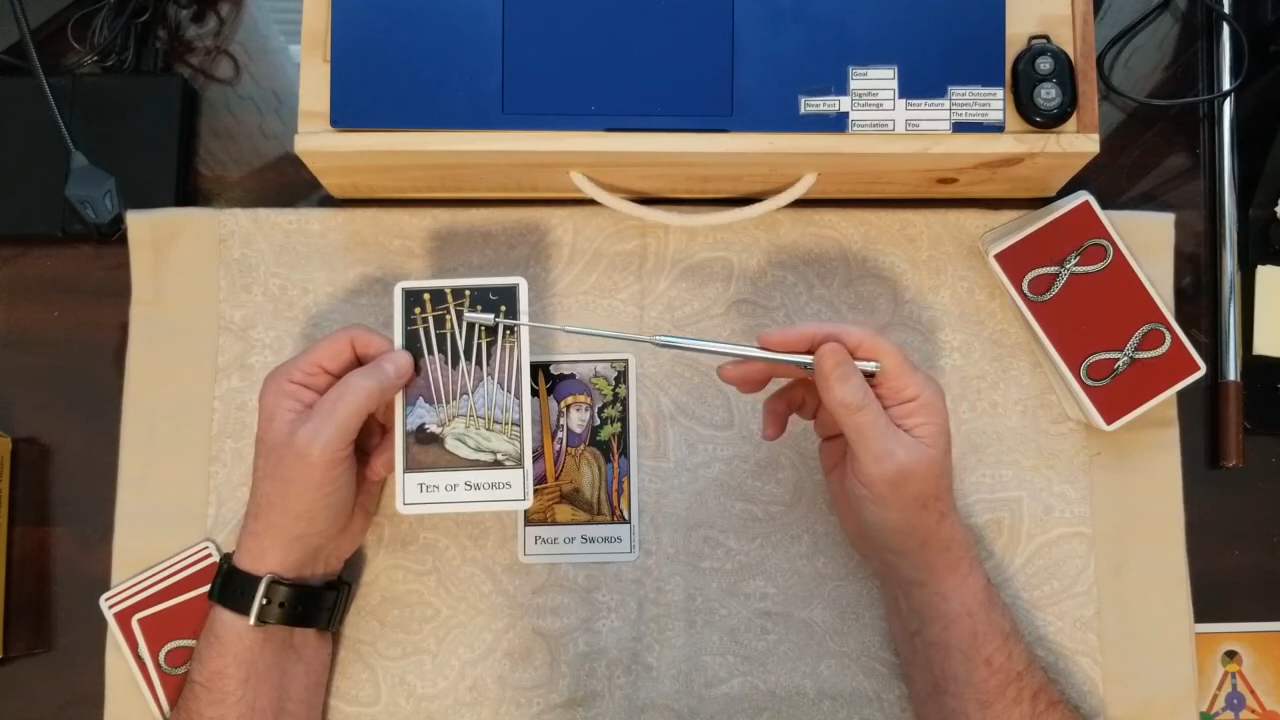 Goal
Signifier
Final Outcome
Near Past
Challenge
Near Future
Hopes/Fears
The Environ
Foundation
You
TEN OF SWORDS
PAGE OF SWORDS